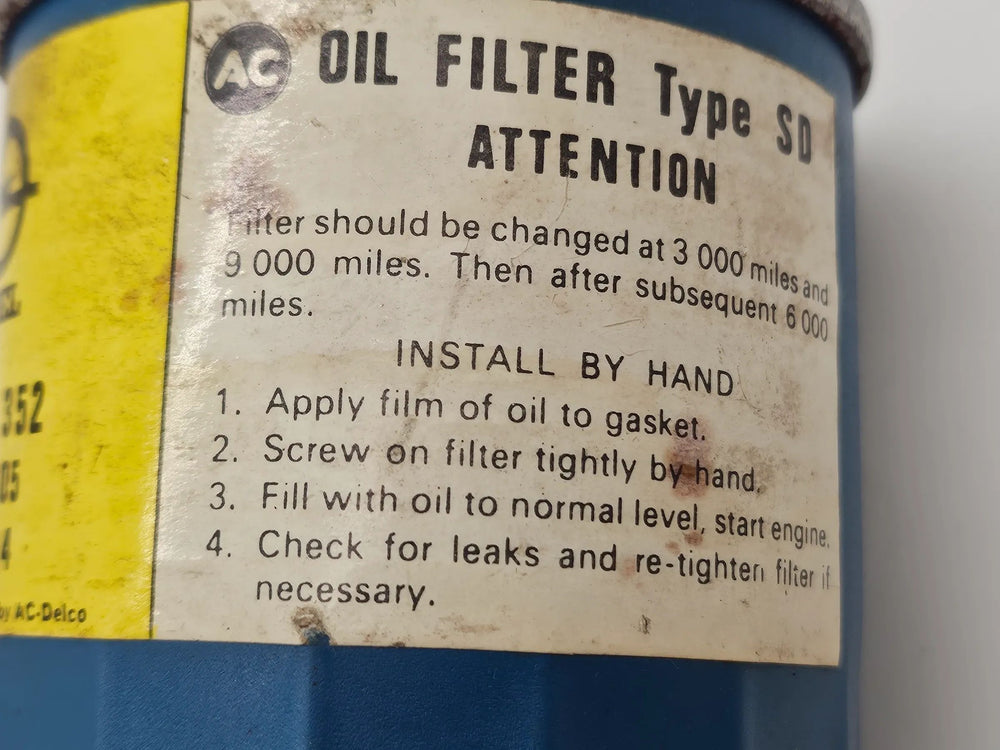 AC OIL FILTER Type SD
ATTENTION
Filter should be changed at 3 000 miles and
9 000 miles. Then after subsequent 6 000
miles.
INSTALL BY HAND
1. Apply film of oil to gasket.
2. Screw on filter tightly by hand.
3. Fill with oil to normal level, start engine.
4. Check for leaks and re-tighten filter if
necessary.
352
05
4
by AC-Delco